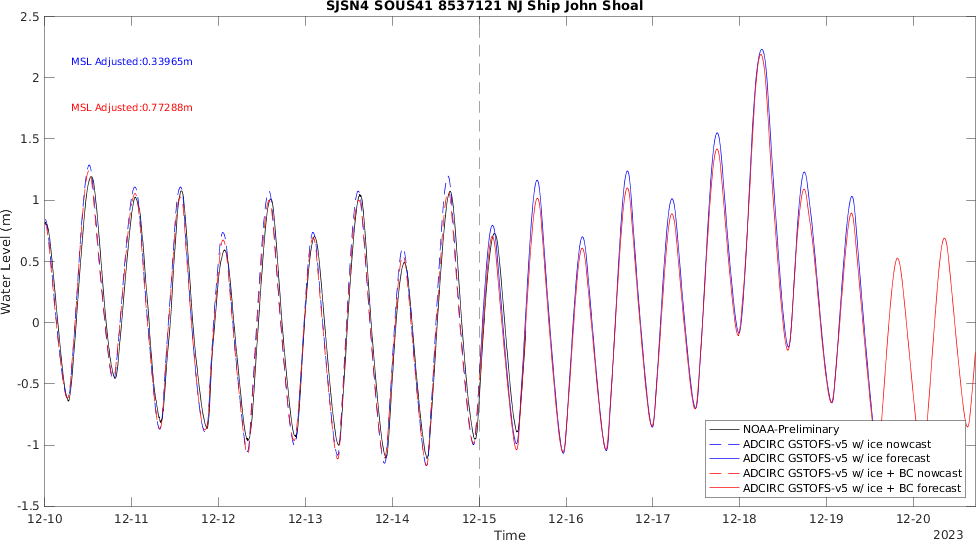 SJSN4 SOUS41 8537121 NJ Ship John Shoal
2.5
2
1.5
1
0.5
0
-0.5
-1
-1.5
Water Level (m)
MSL Adjusted:0.33965m
MSL Adjusted:0.77288m
NOAA-Preliminary
ADCIRC GSTOFS-v5 w/ ice nowcast
ADCIRC GSTOFS-v5 w/ ice forecast
ADCIRC GSTOFS-v5 w/ ice + BC nowcast
ADCIRC GSTOFS-v5 w/ ice + BC forecast
12-10 12-11 12-12 12-13 12-14 12-15 12-16 12-17 12-18 12-19 12-20
Time
2023